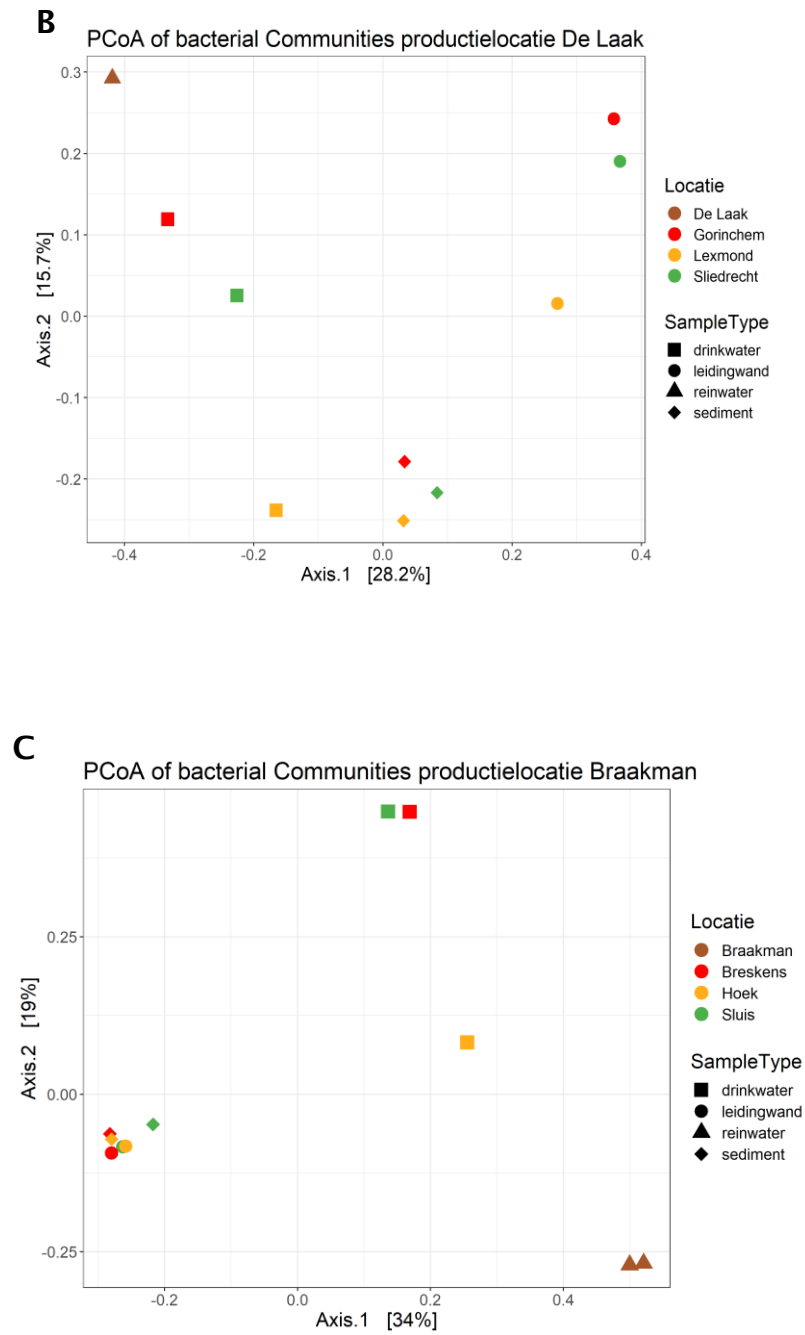 B
PCoA of bacterial Communities productielocatie De Laak
0.3
0.2
0.1
0.0
-0.1
-0.2
Axis.2 [15.7%]
-0.4 -0.2 0.0 0.2 0.4
Axis.1 [28.2%]
Locatie
De Laak
Gorinchem
Lexmond
Sliedrecht
SampleType
drinkwater
leidingwand
reinwater
sediment
C
PCoA of bacterial Communities productielocatie Braakman
0.25
0.00
-0.25
Axis.2 [19%]
-0.2 0.0 0.2 0.4
Axis.1 [34%]
Locatie
Braakman
Breskens
Hoek
Sluis
SampleType
drinkwater
leidingwand
reinwater
sediment